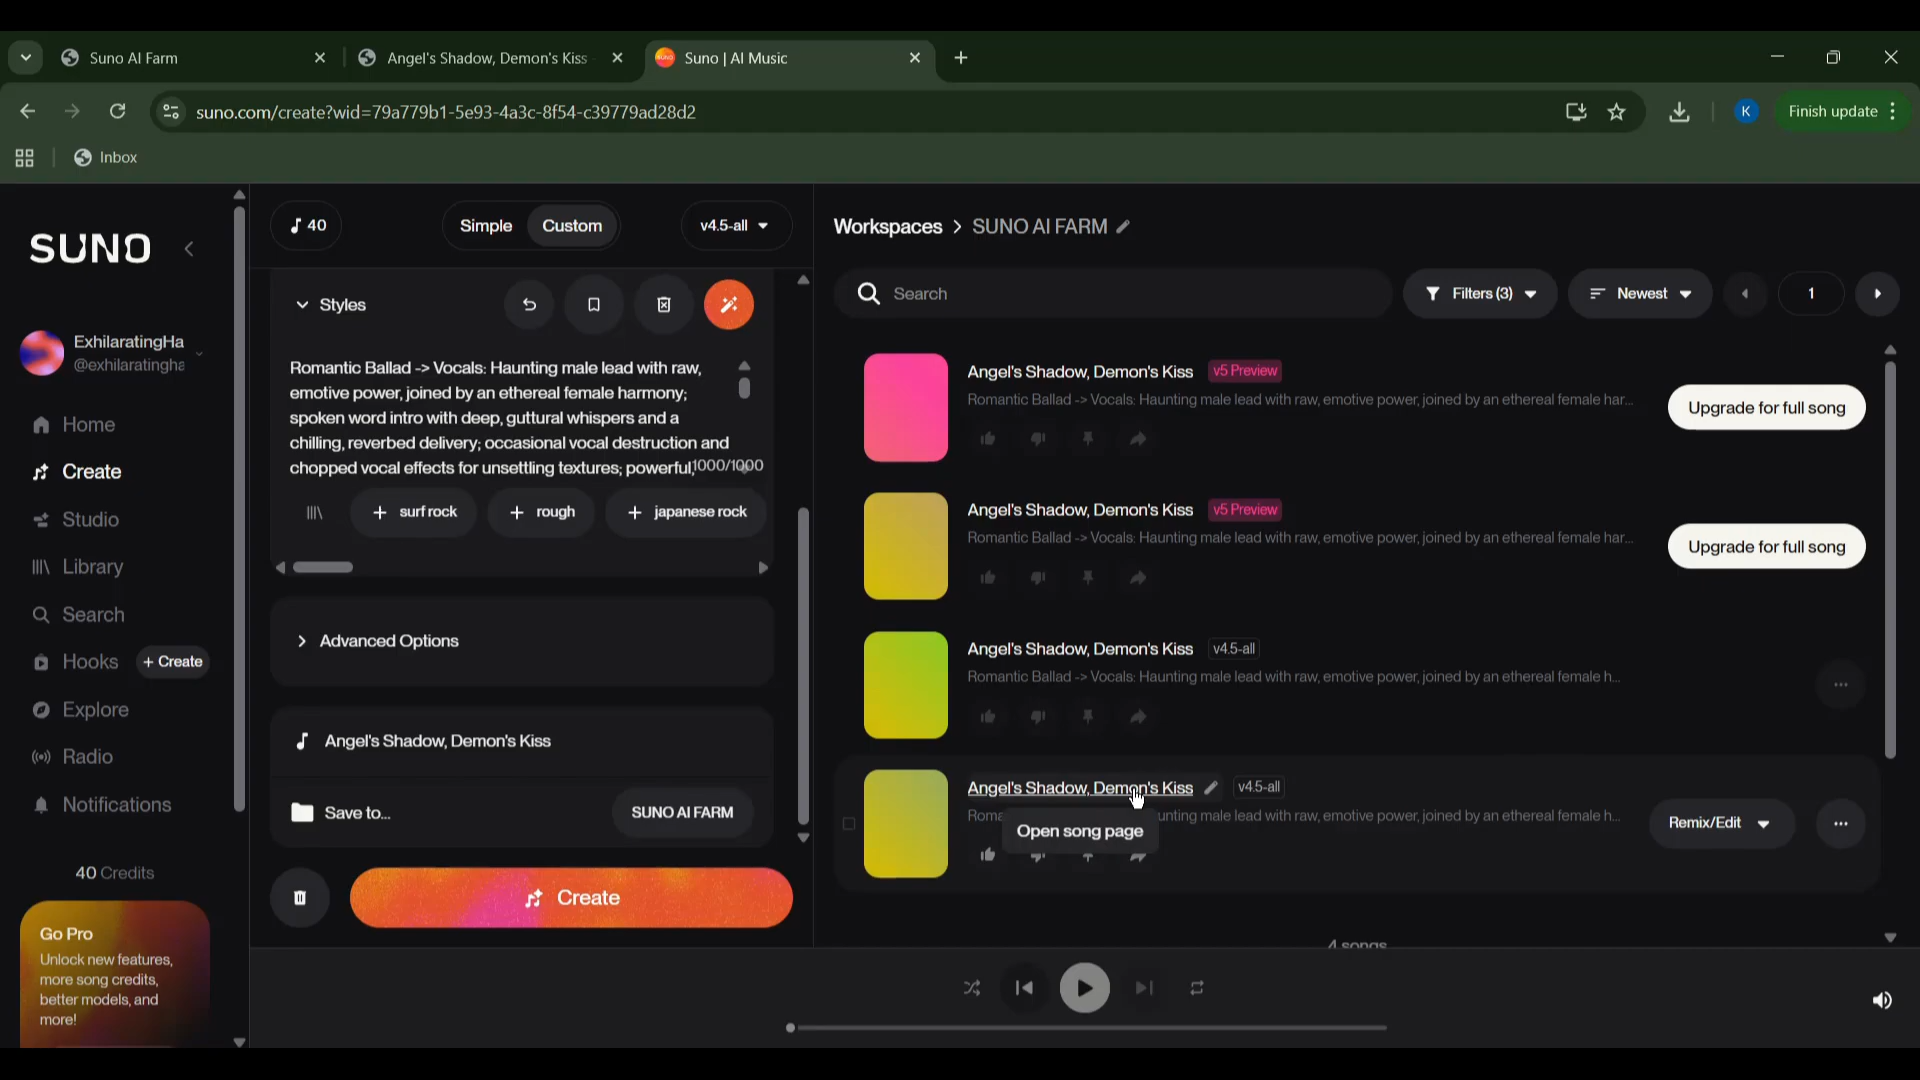 Suno AI Farm
Angel's Shadow, Demon's Kiss
Suno | AI Music
suno.com/create?wid=79a779b1-5e93-4a3c-8f54-c39779ad28d2
K
Finish update
Inbox
SUNO
ExhilaratingHa
@exhilaratingha
Home
Create
Studio
Library
Search
Hooks
+ Create
Explore
Radio
Notifications
40 Credits
Go Pro
Unlock new features,
more song credits,
better models, and
more!
40
Simple
Custom
v4.5-all
Styles
Romantic Ballad -> Vocals: Haunting male lead with raw,
emotive power, joined by an ethereal female harmony;
spoken word intro with deep, guttural whispers and a
chilling, reverbed delivery; occasional vocal destruction and
chopped vocal effects for unsettling textures; powerful,
1000/1000
+ surf rock
+ rough
+ japanese rock
Advanced Options
Angel's Shadow, Demon's Kiss
Save to...
SUNO AI FARM
Create
Workspaces > SUNO AI FARM
Search
Filters (3)
Newest
1
Angel's Shadow, Demon's Kiss v5 Preview
Romantic Ballad -> Vocals: Haunting male lead with raw, emotive power, joined by an ethereal female har...
Upgrade for full song
Angel's Shadow, Demon's Kiss v5 Preview
Romantic Ballad -> Vocals: Haunting male lead with raw, emotive power, joined by an ethereal female har...
Upgrade for full song
Angel's Shadow, Demon's Kiss v4.5-all
Romantic Ballad -> Vocals: Haunting male lead with raw, emotive power, joined by an ethereal female h...
Angel's Shadow, Demon's Kiss v4.5-all
unting male lead with raw, emotive power, joined by an ethereal female h...
Open song page
Remix/Edit
4 songs